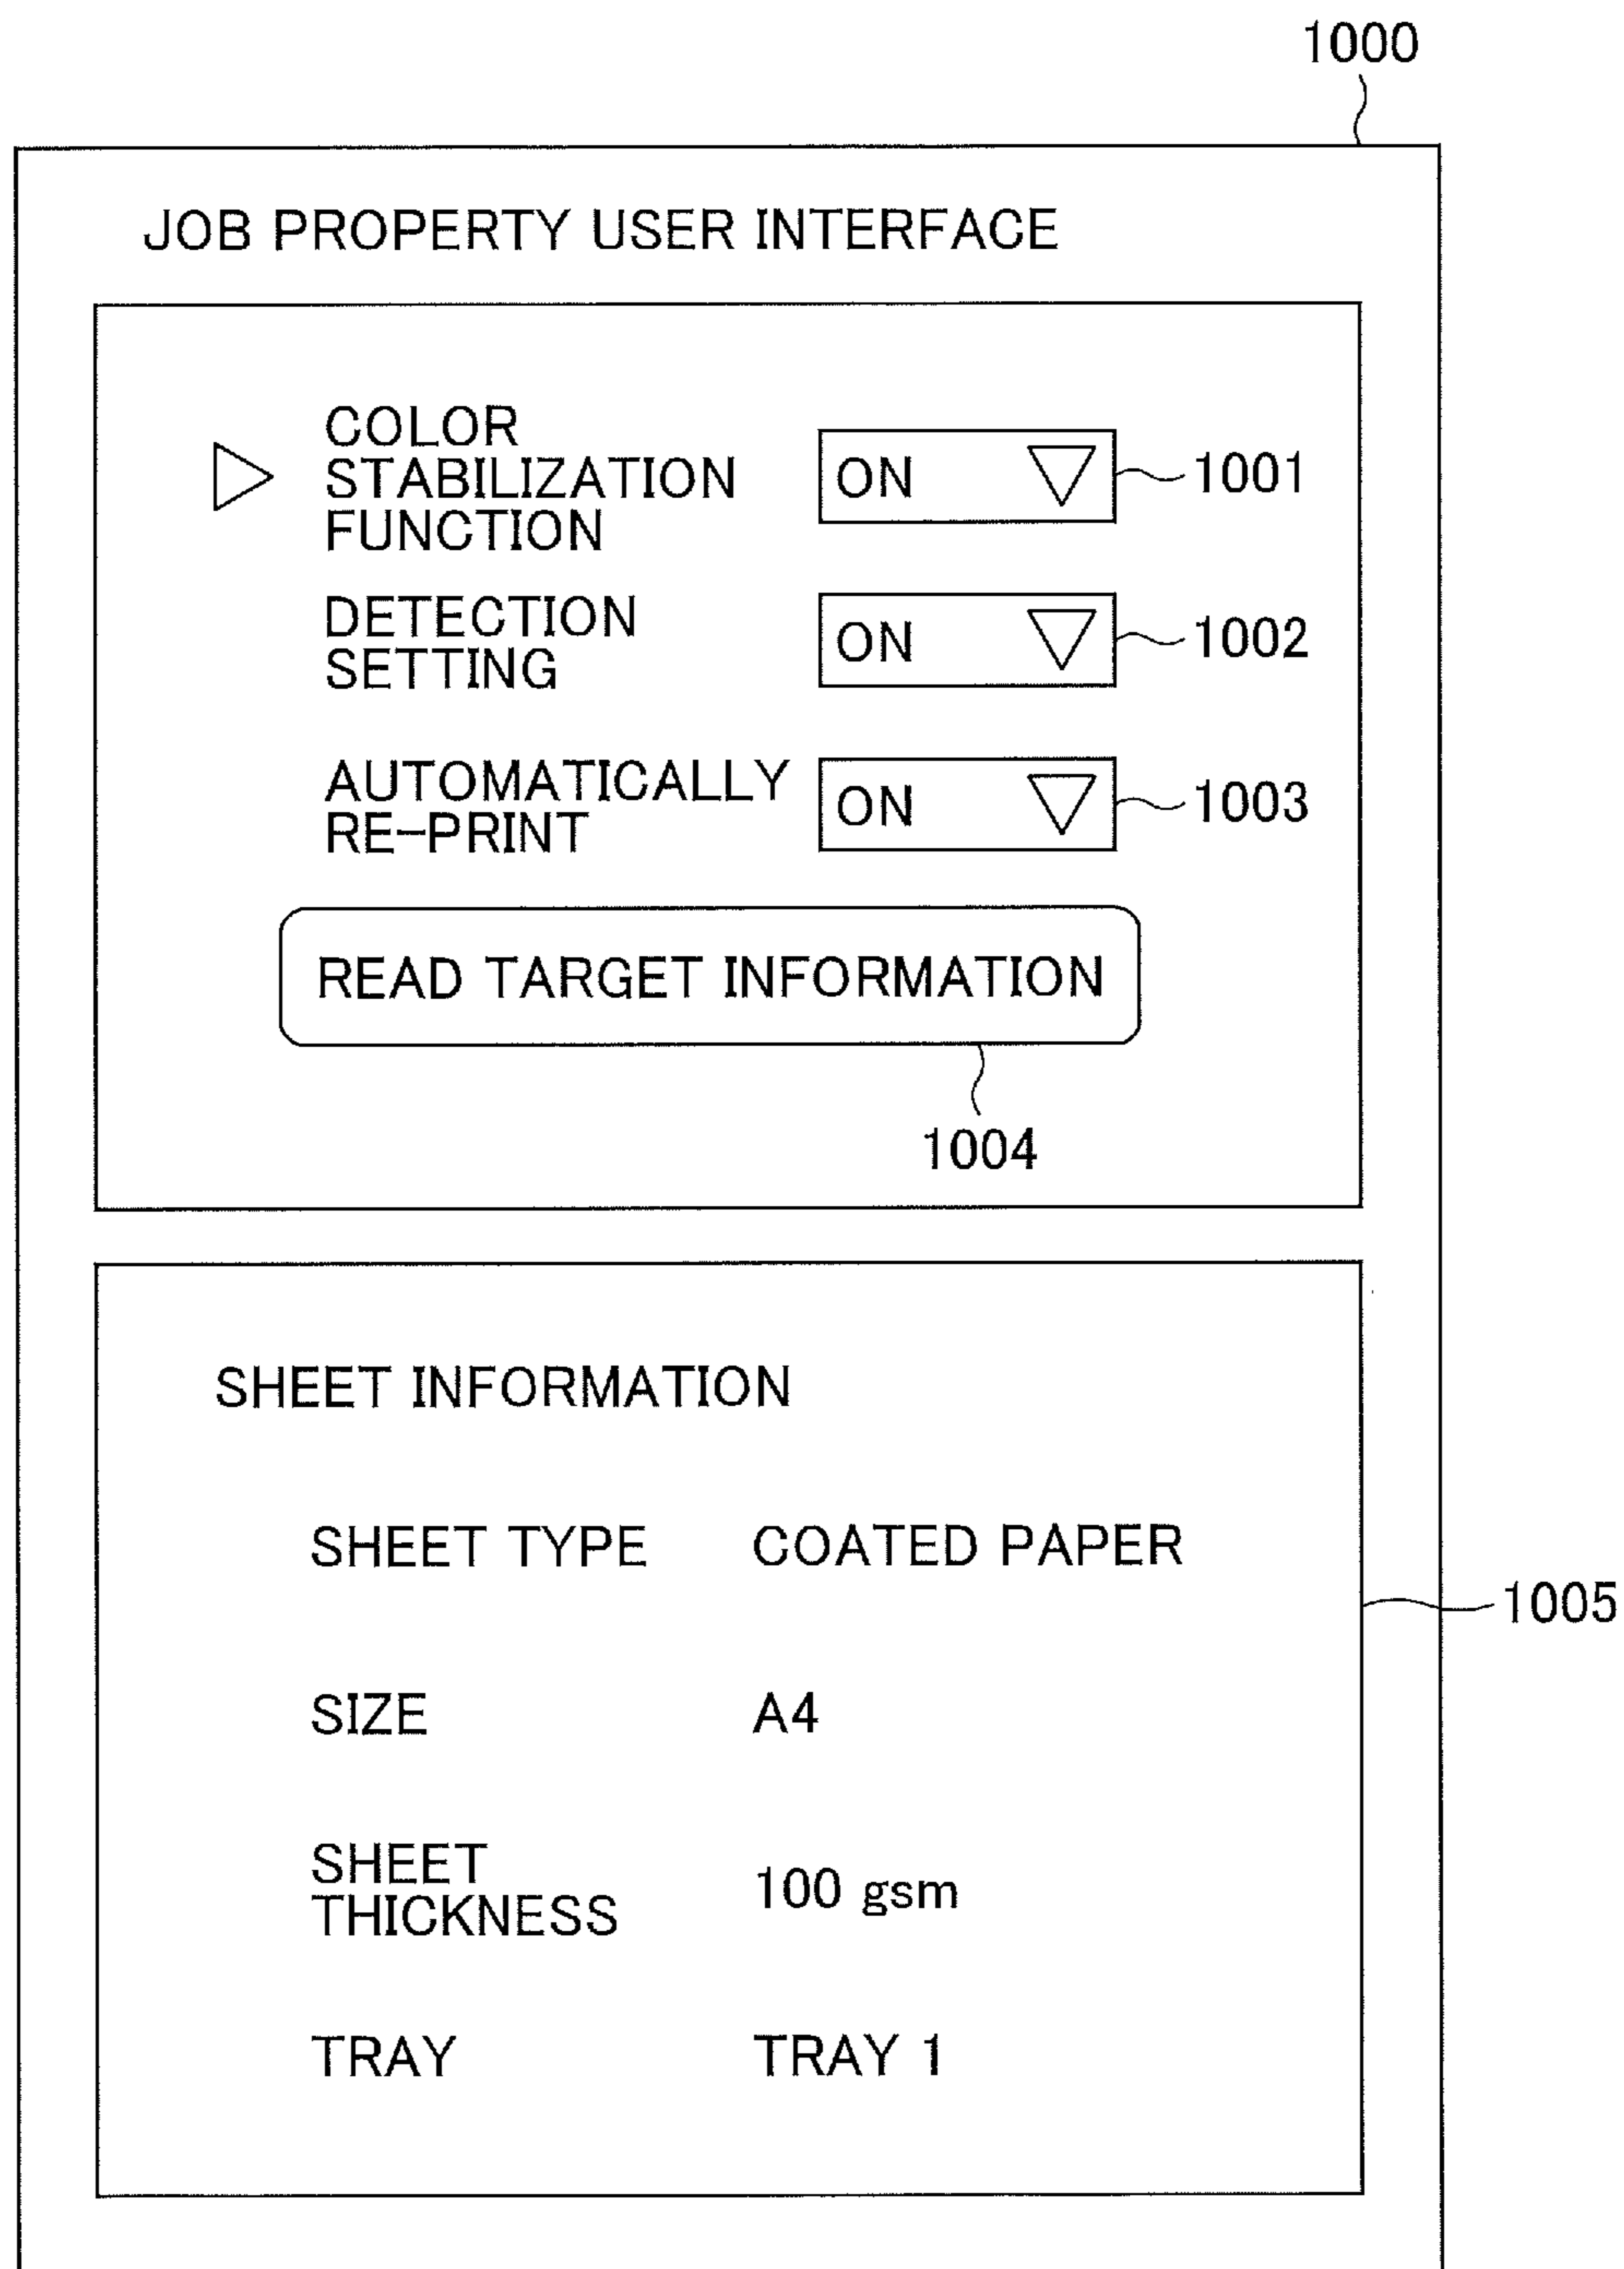 1000
JOB PROPERTY USER INTERFACE
COLOR
STABILIZATION
FUNCTION
ON
1001
DETECTION
SETTING
ON
1002
AUTOMATICALLY
RE-PRINT
ON
1003
READ TARGET INFORMATION
1004
SHEET INFORMATION
SHEET TYPE COATED PAPER
1005
SIZE A4
SHEET
THICKNESS
100 gsm
TRAY TRAY 1